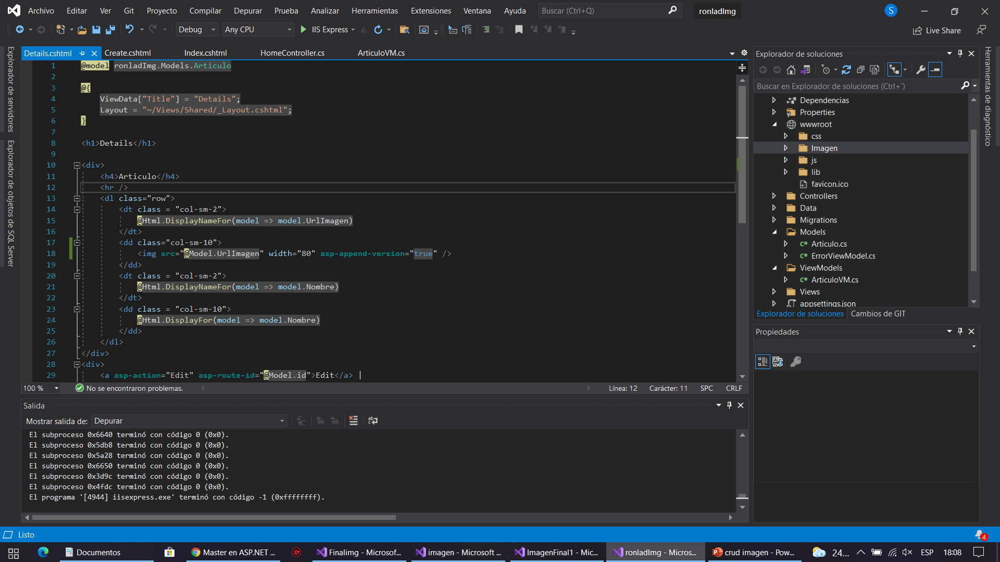 Archivo Editar Ver Git Proyecto Compilar Depurar Prueba Analizar Herramientas Extensiones Ventana Ayuda Buscar (Ctrl+Q) ronladImg S
Debug Any CPU IIS Express Live Share
Explorador de servidores
Explorador de objetos de SQL Server
Details.cshtml Create.cshtml Index.cshtml HomeController.cs ArticuloVM.cs
1 @model ronladImg.Models.Articulo
2
3 @{
4 ViewData["Title"] = "Details";
5 Layout = "~/Views/Shared/_Layout.cshtml";
6 }
7
8 <h1>Details</h1>
9
10 <div>
11 <h4>Articulo</h4>
12 <hr />
13 <dl class="row">
14 <dt class = "col-sm-2">
15 @Html.DisplayNameFor(model => model.UrlImagen)
16 </dt>
17 <dd class="col-sm-10">
18 <img src="@Model.UrlImagen" width="80" asp-append-version="true" />
19 </dd>
20 <dt class = "col-sm-2">
21 @Html.DisplayNameFor(model => model.Nombre)
22 </dt>
23 <dd class = "col-sm-10">
24 @Html.DisplayFor(model => model.Nombre)
25 </dd>
26 </dl>
27 </div>
28 <div>
29 <a asp-action="Edit" asp-route-id="@Model.id">Edit</a> |
100 % No se encontraron problemas. Línea: 12 Carácter: 11 SPC CRLF
Salida
Mostrar salida de: Depurar
El subproceso 0x6640 terminó con código 0 (0x0).
El subproceso 0x5db8 terminó con código 0 (0x0).
El subproceso 0x5a28 terminó con código 0 (0x0).
El subproceso 0x6650 terminó con código 0 (0x0).
El subproceso 0x3d9c terminó con código 0 (0x0).
El subproceso 0x4fdc terminó con código 0 (0x0).
El programa '[4944] iisexpress.exe' terminó con código -1 (0xffffffff).
Explorador de soluciones
Buscar en Explorador de soluciones (Ctrl+´)
Dependencias
Properties
wwwroot
css
Imagen
js
lib
favicon.ico
Controllers
Data
Migrations
Models
C# Articulo.cs
C# ErrorViewModel.cs
ViewModels
C# ArticuloVM.cs
Views
appsettings.json
Explorador de soluciones Cambios de GIT
Propiedades
Herramientas de diagnóstico
Listo 4
Documentos Master en ASP.NET ... FinaIimg - Microsof... imagen - Microsoft ... ImagenFinal1 - Mic... ronladImg - Micros... crud imagen - Pow... 24... ESP 18:08